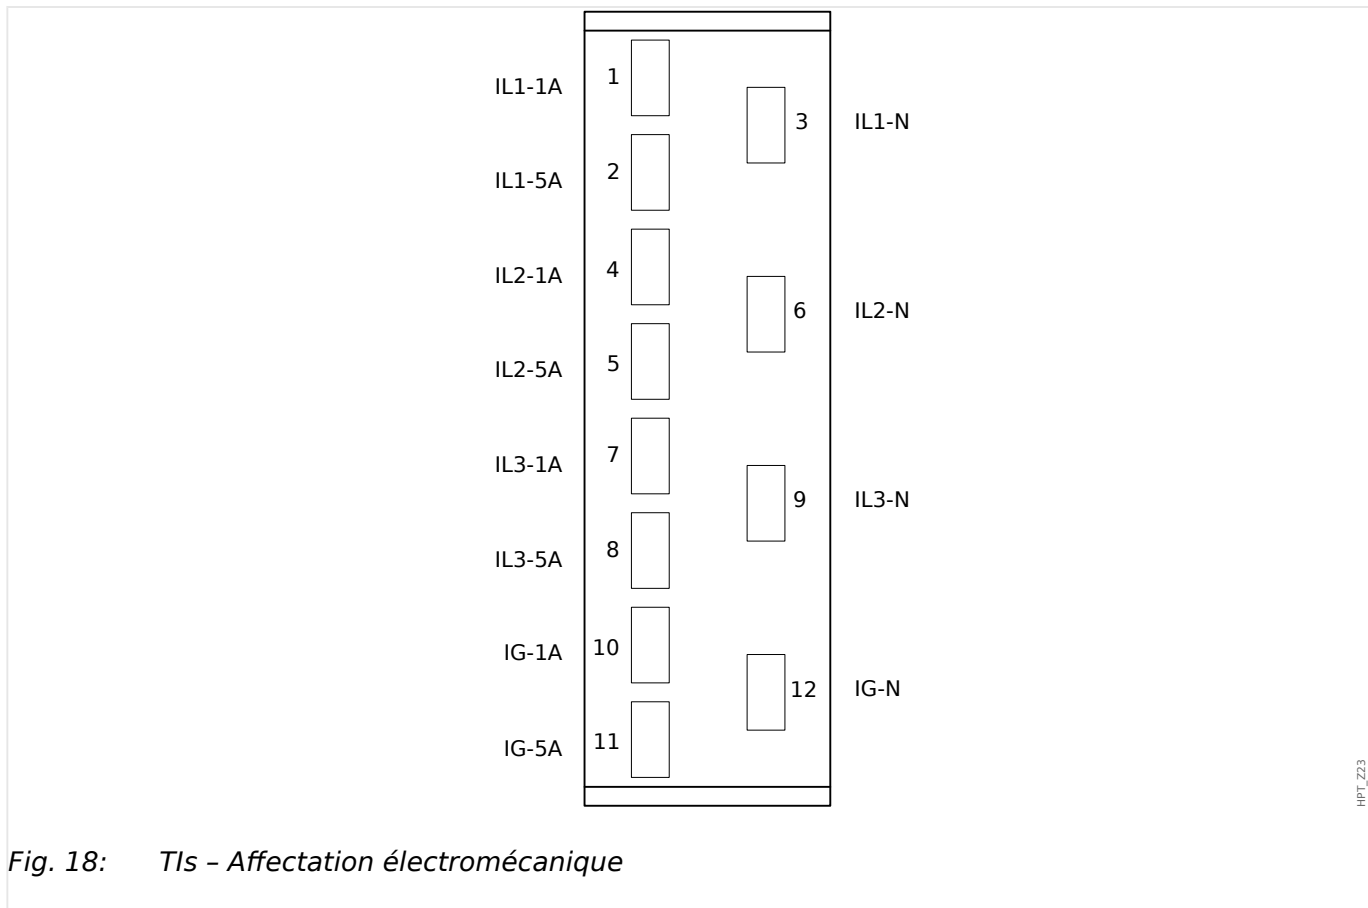 IL1-1A 1
3 IL1-N
IL1-5A 2
IL2-1A 4
6 IL2-N
IL2-5A 5
IL3-1A 7
9 IL3-N
IL3-5A 8
IG-1A 10
12 IG-N
IG-5A 11
HPT_Z23
Fig. 18: TIs – Affectation électromécanique